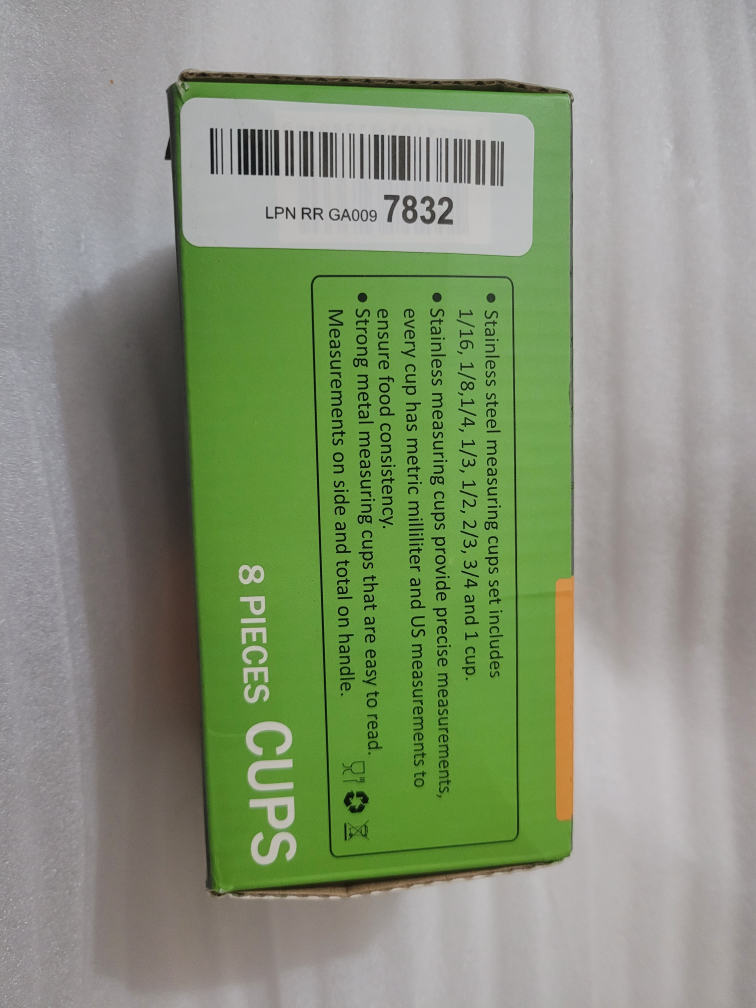 LPN RR GA009 7832
● Stainless steel measuring cups set includes
1/16, 1/8,1/4, 1/3, 1/2, 2/3, 3/4 and 1 cup.
● Stainless measuring cups provide precise measurements,
every cup has metric milliliter and US measurements to
ensure food consistency.
● Strong metal measuring cups that are easy to read.
Measurements on side and total on handle.
8 PIECES CUPS